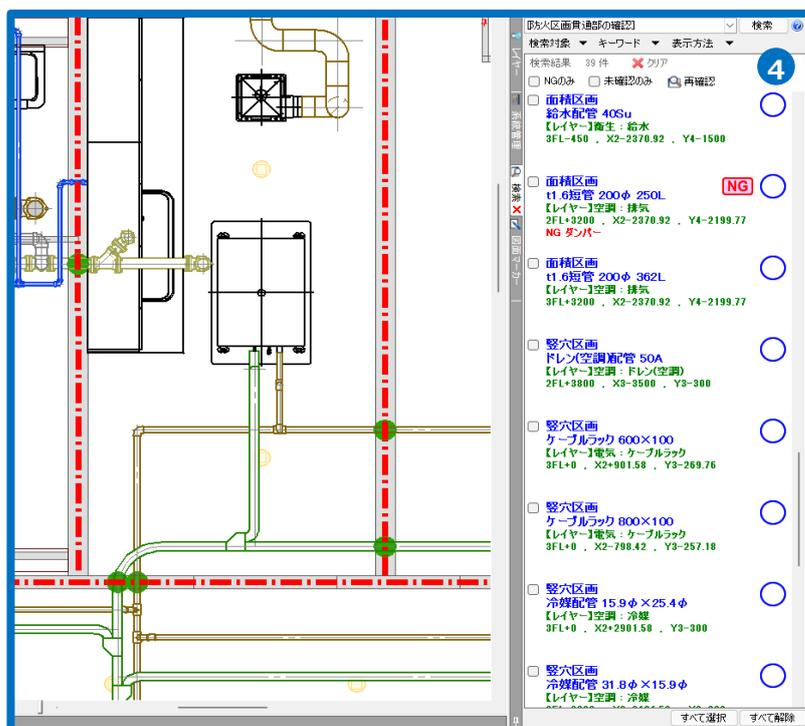 [防火区画貫通部の確認]
検索
検索対象 ▼ キーワード ▼ 表示方法 ▼
検索結果 39 件 クリア
4
NGのみ 未確認のみ 再確認
レイヤー
系統管理
検索
図面マーカー
面積区画
給水配管 40Su
【レイヤー】衛生：給水
3FL-450 , X2-2370.92 , Y4-1500
面積区画
t1.6短管 200φ 250L
NG
【レイヤー】空調：排気
2FL+3200 , X2-2370.92 , Y4-2199.77
NG ダンパー
面積区画
t1.6短管 200φ 362L
【レイヤー】空調：排気
3FL+3200 , X2-2370.92 , Y4-2199.77
竪穴区画
ドレン(空調)配管 50A
【レイヤー】空調：ドレン(空調)
2FL+3800 , X3-3500 , Y3-300
竪穴区画
ケーブルラック 600×100
【レイヤー】電気：ケーブルラック
3FL+0 , X2+901.58 , Y3-269.76
竪穴区画
ケーブルラック 800×100
【レイヤー】電気：ケーブルラック
3FL+0 , X2-798.42 , Y3-257.18
竪穴区画
冷媒配管 15.9φ×25.4φ
【レイヤー】空調：冷媒
3FL+0 , X2+2901.58 , Y3-300
竪穴区画
冷媒配管 31.8φ×15.9φ
【レイヤー】空調：冷媒
すべて選択 すべて解除